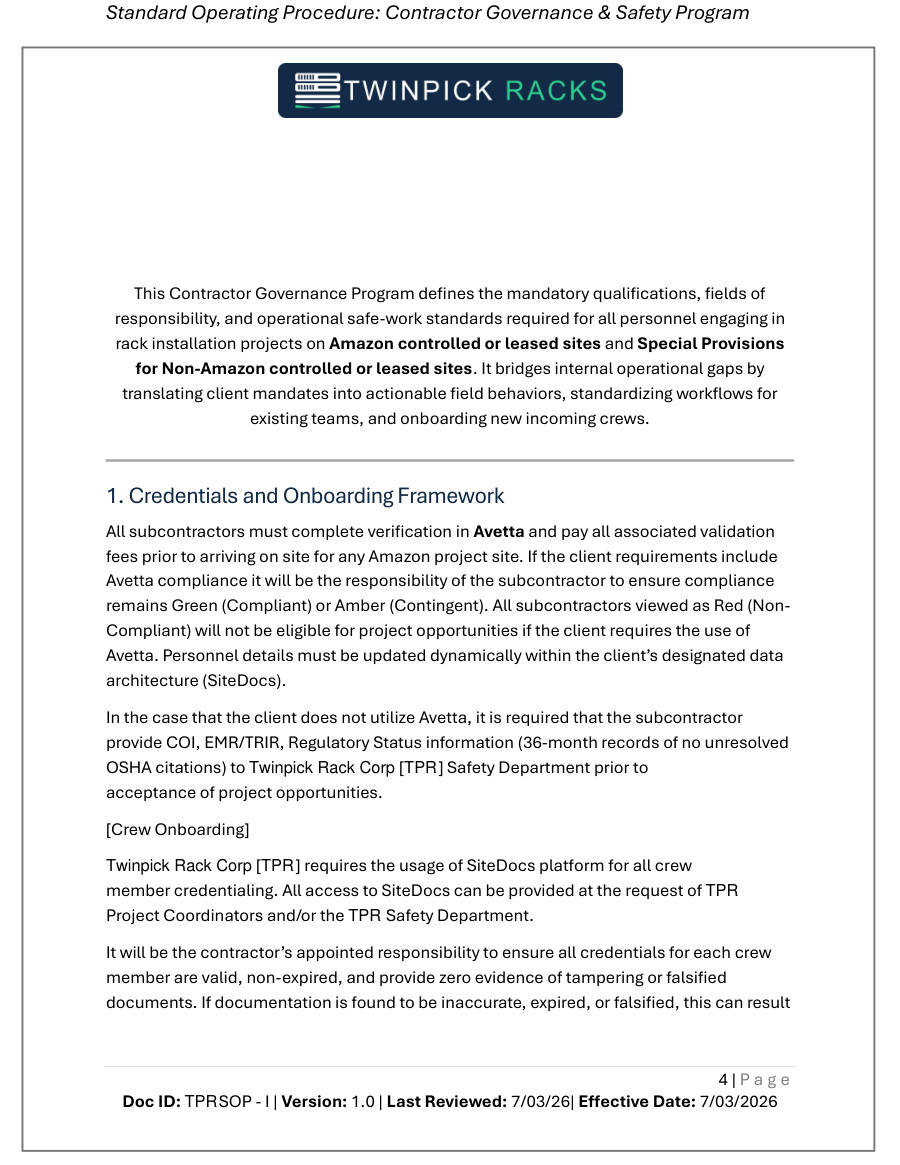 Standard Operating Procedure: Contractor Governance & Safety Program
TWINPICK RACKS
This Contractor Governance Program defines the mandatory qualifications, fields of
responsibility, and operational safe-work standards required for all personnel engaging in
rack installation projects on Amazon controlled or leased sites and Special Provisions
for Non-Amazon controlled or leased sites. It bridges internal operational gaps by
translating client mandates into actionable field behaviors, standardizing workflows for
existing teams, and onboarding new incoming crews.
1. Credentials and Onboarding Framework
All subcontractors must complete verification in Avetta and pay all associated validation
fees prior to arriving on site for any Amazon project site. If the client requirements include
Avetta compliance it will be the responsibility of the subcontractor to ensure compliance
remains Green (Compliant) or Amber (Contingent). All subcontractors viewed as Red (Non-
Compliant) will not be eligible for project opportunities if the client requires the use of
Avetta. Personnel details must be updated dynamically within the client’s designated data
architecture (SiteDocs).
In the case that the client does not utilize Avetta, it is required that the subcontractor
provide COI, EMR/TRIR, Regulatory Status information (36-month records of no unresolved
OSHA citations) to Twinpick Rack Corp [TPR] Safety Department prior to
acceptance of project opportunities.
[Crew Onboarding]
Twinpick Rack Corp [TPR] requires the usage of SiteDocs platform for all crew
member credentialing. All access to SiteDocs can be provided at the request of TPR
Project Coordinators and/or the TPR Safety Department.
It will be the contractor’s appointed responsibility to ensure all credentials for each crew
member are valid, non-expired, and provide zero evidence of tampering or falsified
documents. If documentation is found to be inaccurate, expired, or falsified, this can result
4 | Page
Doc ID: TPRSOP - I | Version: 1.0 | Last Reviewed: 7/03/26| Effective Date: 7/03/2026